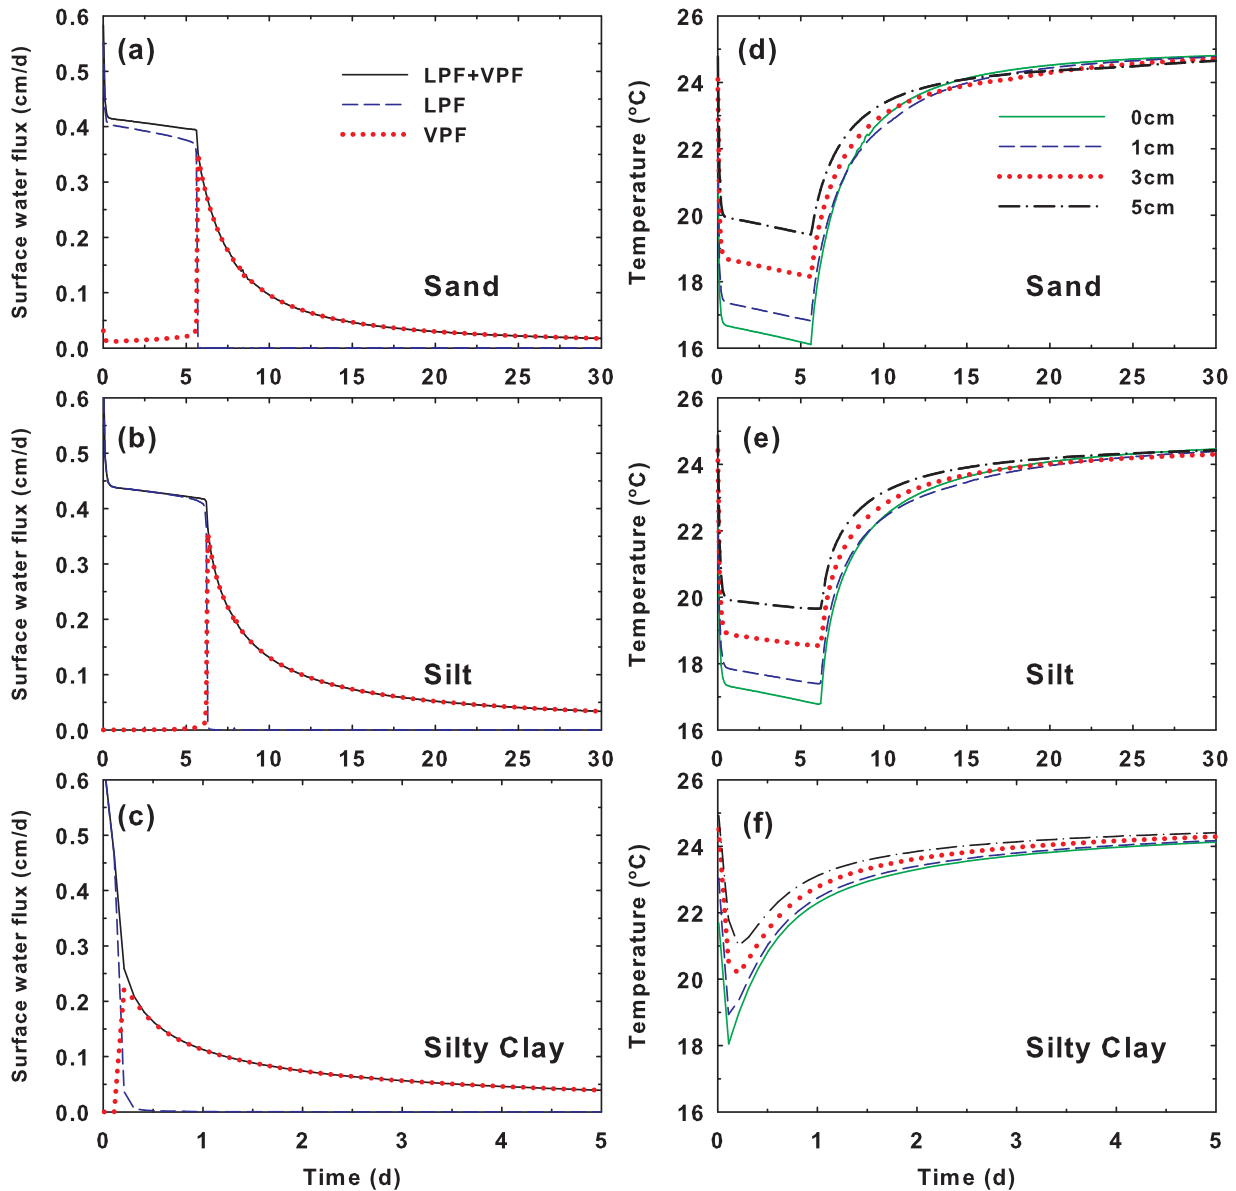 (a)
LPF+VPF
LPF
VPF
Sand
Surface water flux (cm/d)
0.6
0.5
0.4
0.3
0.2
0.1
0.0
0 5 10 15 20 25 30
(d)
0cm
1cm
3cm
5cm
Sand
Temperature (°C)
26
24
22
20
18
16
0 5 10 15 20 25 30
(b)
Silt
Surface water flux (cm/d)
0.6
0.5
0.4
0.3
0.2
0.1
0.0
0 5 10 15 20 25 30
(e)
Silt
Temperature (°C)
26
24
22
20
18
16
0 5 10 15 20 25 30
(c)
Silty Clay
Surface water flux (cm/d)
0.6
0.5
0.4
0.3
0.2
0.1
0.0
0 1 2 3 4 5
Time (d)
(f)
Silty Clay
Temperature (°C)
26
24
22
20
18
16
0 1 2 3 4 5
Time (d)